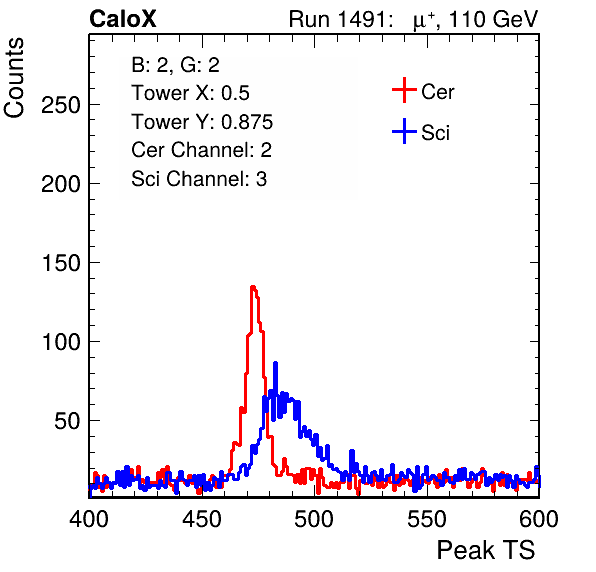 CaloX Run 1491: μ⁺, 110 GeV
Counts
B: 2, G: 2
Tower X: 0.5
Tower Y: 0.875
Cer Channel: 2
Sci Channel: 3
Cer
Sci
250
200
150
100
50
400 450 500 550 600
Peak TS